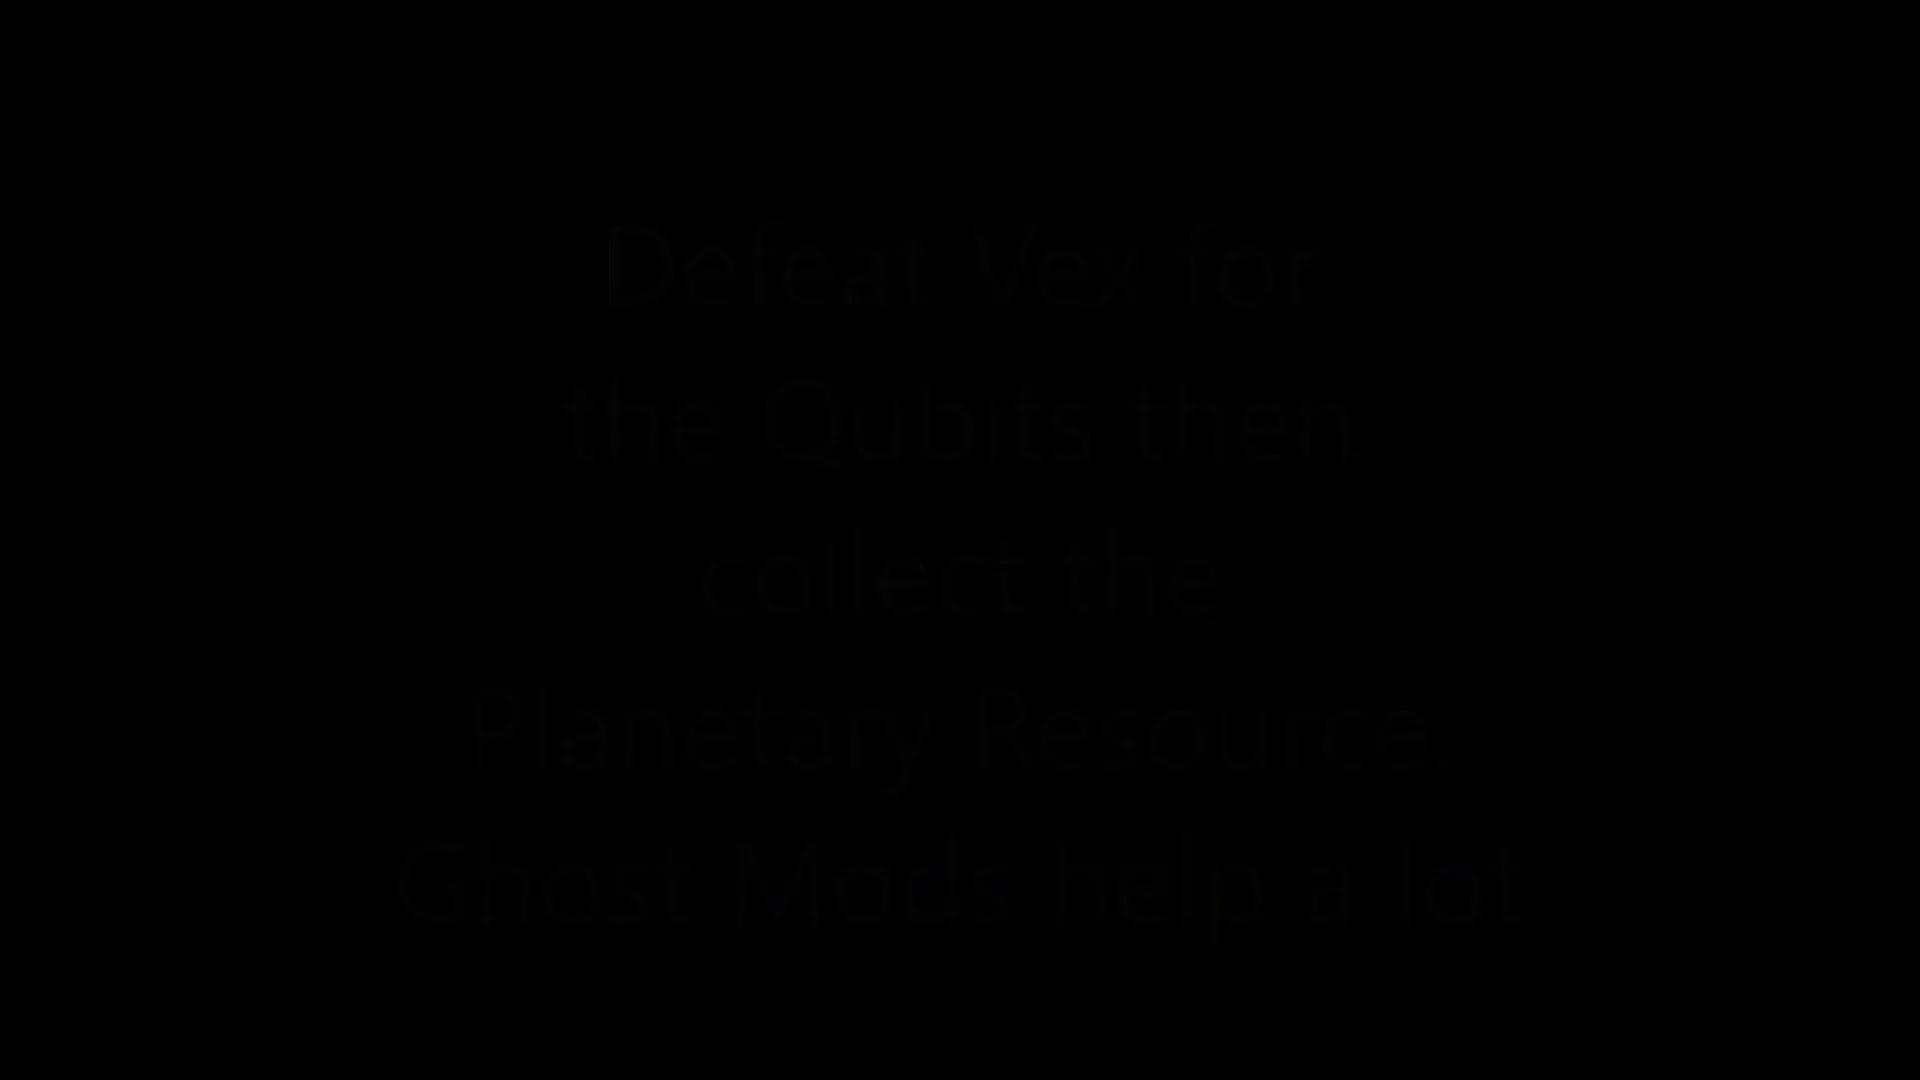 Defeat Vex for
the Qubits then
collect the
Planetary Resource.
Ghost Mods help a lot